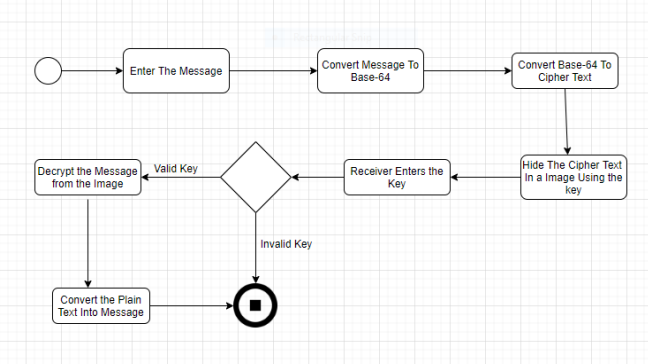 Enter The Message
Convert Message To
Base-64
Convert Base-64 To
Cipher Text
Hide The Cipher Text
In a Image Using the
key
Receiver Enters the
Key
Valid Key
Decrypt the Message
from the Image
Invalid Key
Convert the Plain
Text Into Message